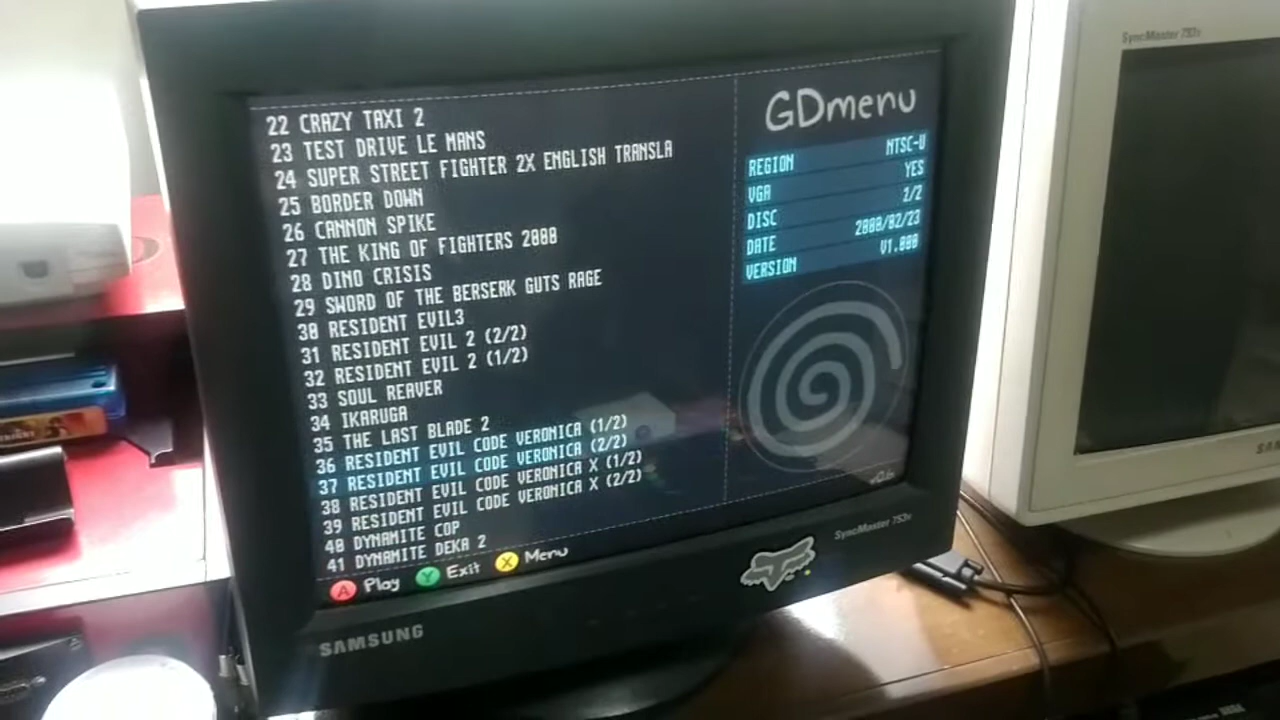 22 CRAZY TAXI 2
23 TEST DRIVE LE MANS
24 SUPER STREET FIGHTER 2X ENGLISH TRANSLA
25 BORDER DOWN
26 CANNON SPIKE
27 THE KING OF FIGHTERS 2000
28 DINO CRISIS
29 SWORD OF THE BERSERK GUTS RAGE
30 RESIDENT EVIL3
31 RESIDENT EVIL 2 (2/2)
32 RESIDENT EVIL 2 (1/2)
33 SOUL REAVER
34 IKARUGA
35 THE LAST BLADE 2
36 RESIDENT EVIL CODE VERONICA (1/2)
37 RESIDENT EVIL CODE VERONICA (2/2)
38 RESIDENT EVIL CODE VERONICA X (1/2)
39 RESIDENT EVIL CODE VERONICA X (2/2)
40 DYNAMITE COP
41 DYNAMITE DEKA 2
A Play Y Exit X Menu
GDmenu
REGION NTSC-U
VGA YES
DISC 1/2
DATE 2000/02/23
VERSION V1.000
SAMSUNG
SyncMaster 753v
SyncMaster
SA